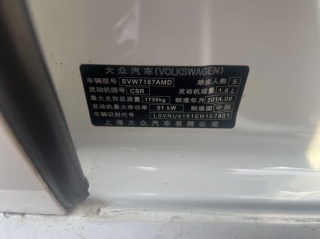 大众汽车(VOLKSWAGEN)
车辆型号 SVW7167AMD 乘坐人数 5
发动机型号 CSR 发动机排量 1.6 L
最大允许总质量 1735kg 制造年月 2014.09
发动机最大净功率 81 kW 制造国 中国
车辆识别代号 LSVNU4181EN107801
上海大众汽车有限公司